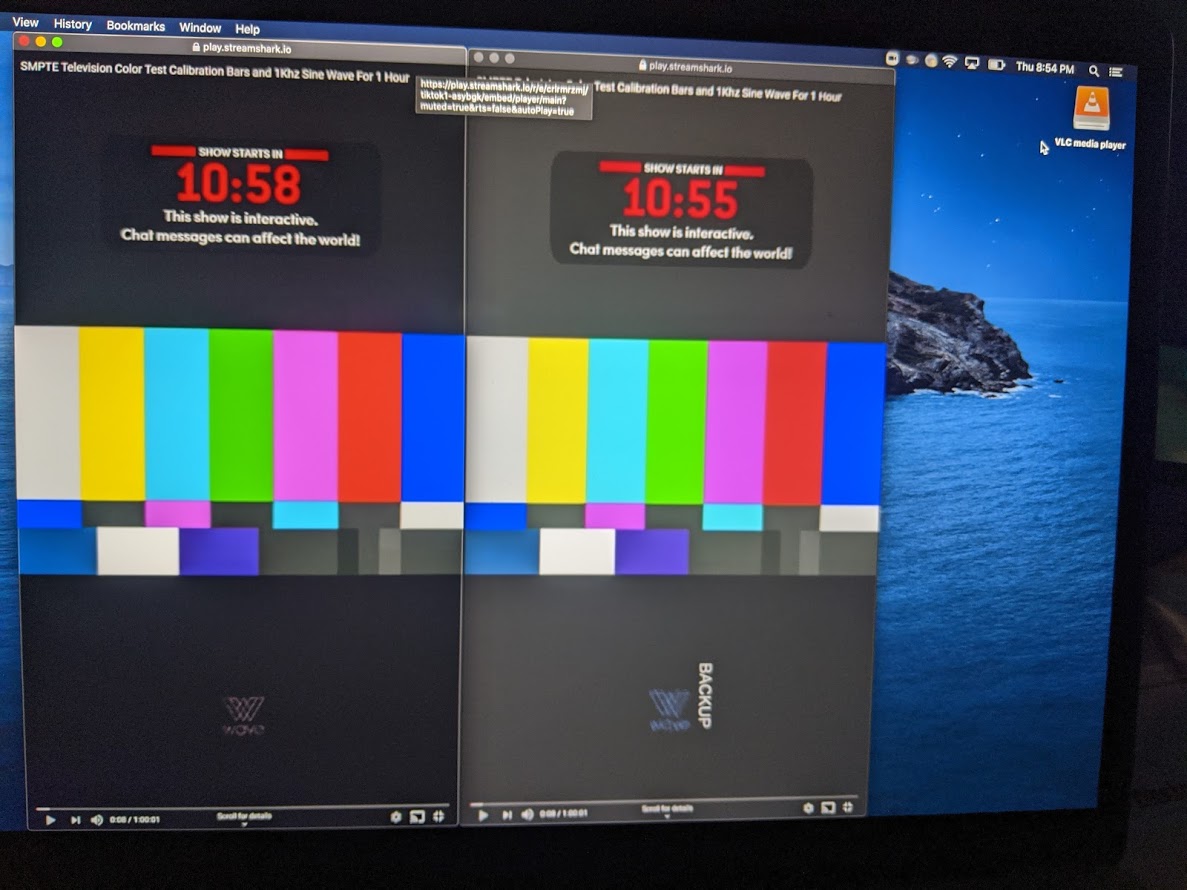 View History Bookmarks Window Help
Thu 8:54 PM
play.streamshark.io
SMPTE Television Color Test Calibration Bars and 1Khz Sine Wave For 1 Hour
SHOW STARTS IN
10:58
This show is interactive.
Chat messages can affect the world!
wave
0:08 / 1:00:01
Scroll for details
https://play.streamshark.io/r/e/crlrmrzmj/
tiktok1-asybgk/embed/player/main?
muted=true&rts=false&autoPlay=true
play.streamshark.io
Test Calibration Bars and 1Khz Sine Wave For 1 Hour
SHOW STARTS IN
10:55
This show is interactive.
Chat messages can affect the world!
BACKUP
wave
0:08 / 1:00:01
Scroll for details
VLC media player